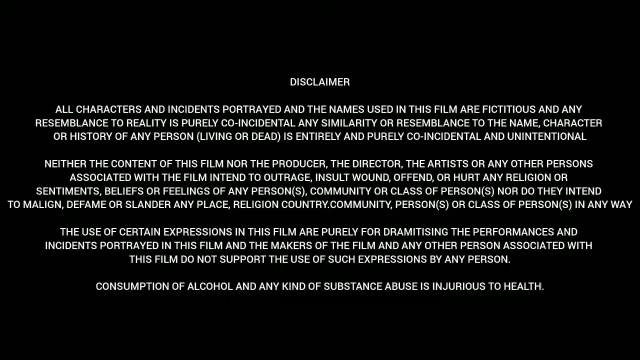 DISCLAIMER
ALL CHARACTERS AND INCIDENTS PORTRAYED AND THE NAMES USED IN THIS FILM ARE FICTITIOUS AND ANY
RESEMBLANCE TO REALITY IS PURELY CO-INCIDENTAL ANY SIMILARITY OR RESEMBLANCE TO THE NAME, CHARACTER
OR HISTORY OF ANY PERSON (LIVING OR DEAD) IS ENTIRELY AND PURELY CO-INCIDENTAL AND UNINTENTIONAL
NEITHER THE CONTENT OF THIS FILM NOR THE PRODUCER, THE DIRECTOR, THE ARTISTS OR ANY OTHER PERSONS
ASSOCIATED WITH THE FILM INTEND TO OUTRAGE, INSULT WOUND, OFFEND, OR HURT ANY RELIGION OR
SENTIMENTS, BELIEFS OR FEELINGS OF ANY PERSON(S), COMMUNITY OR CLASS OF PERSON(S) NOR DO THEY INTEND
TO MALIGN, DEFAME OR SLANDER ANY PLACE, RELIGION COUNTRY.COMMUNITY, PERSON(S) OR CLASS OF PERSON(S) IN ANY WAY
THE USE OF CERTAIN EXPRESSIONS IN THIS FILM ARE PURELY FOR DRAMITISING THE PERFORMANCES AND
INCIDENTS PORTRAYED IN THIS FILM AND THE MAKERS OF THE FILM AND ANY OTHER PERSON ASSOCIATED WITH
THIS FILM DO NOT SUPPORT THE USE OF SUCH EXPRESSIONS BY ANY PERSON.
CONSUMPTION OF ALCOHOL AND ANY KIND OF SUBSTANCE ABUSE IS INJURIOUS TO HEALTH.